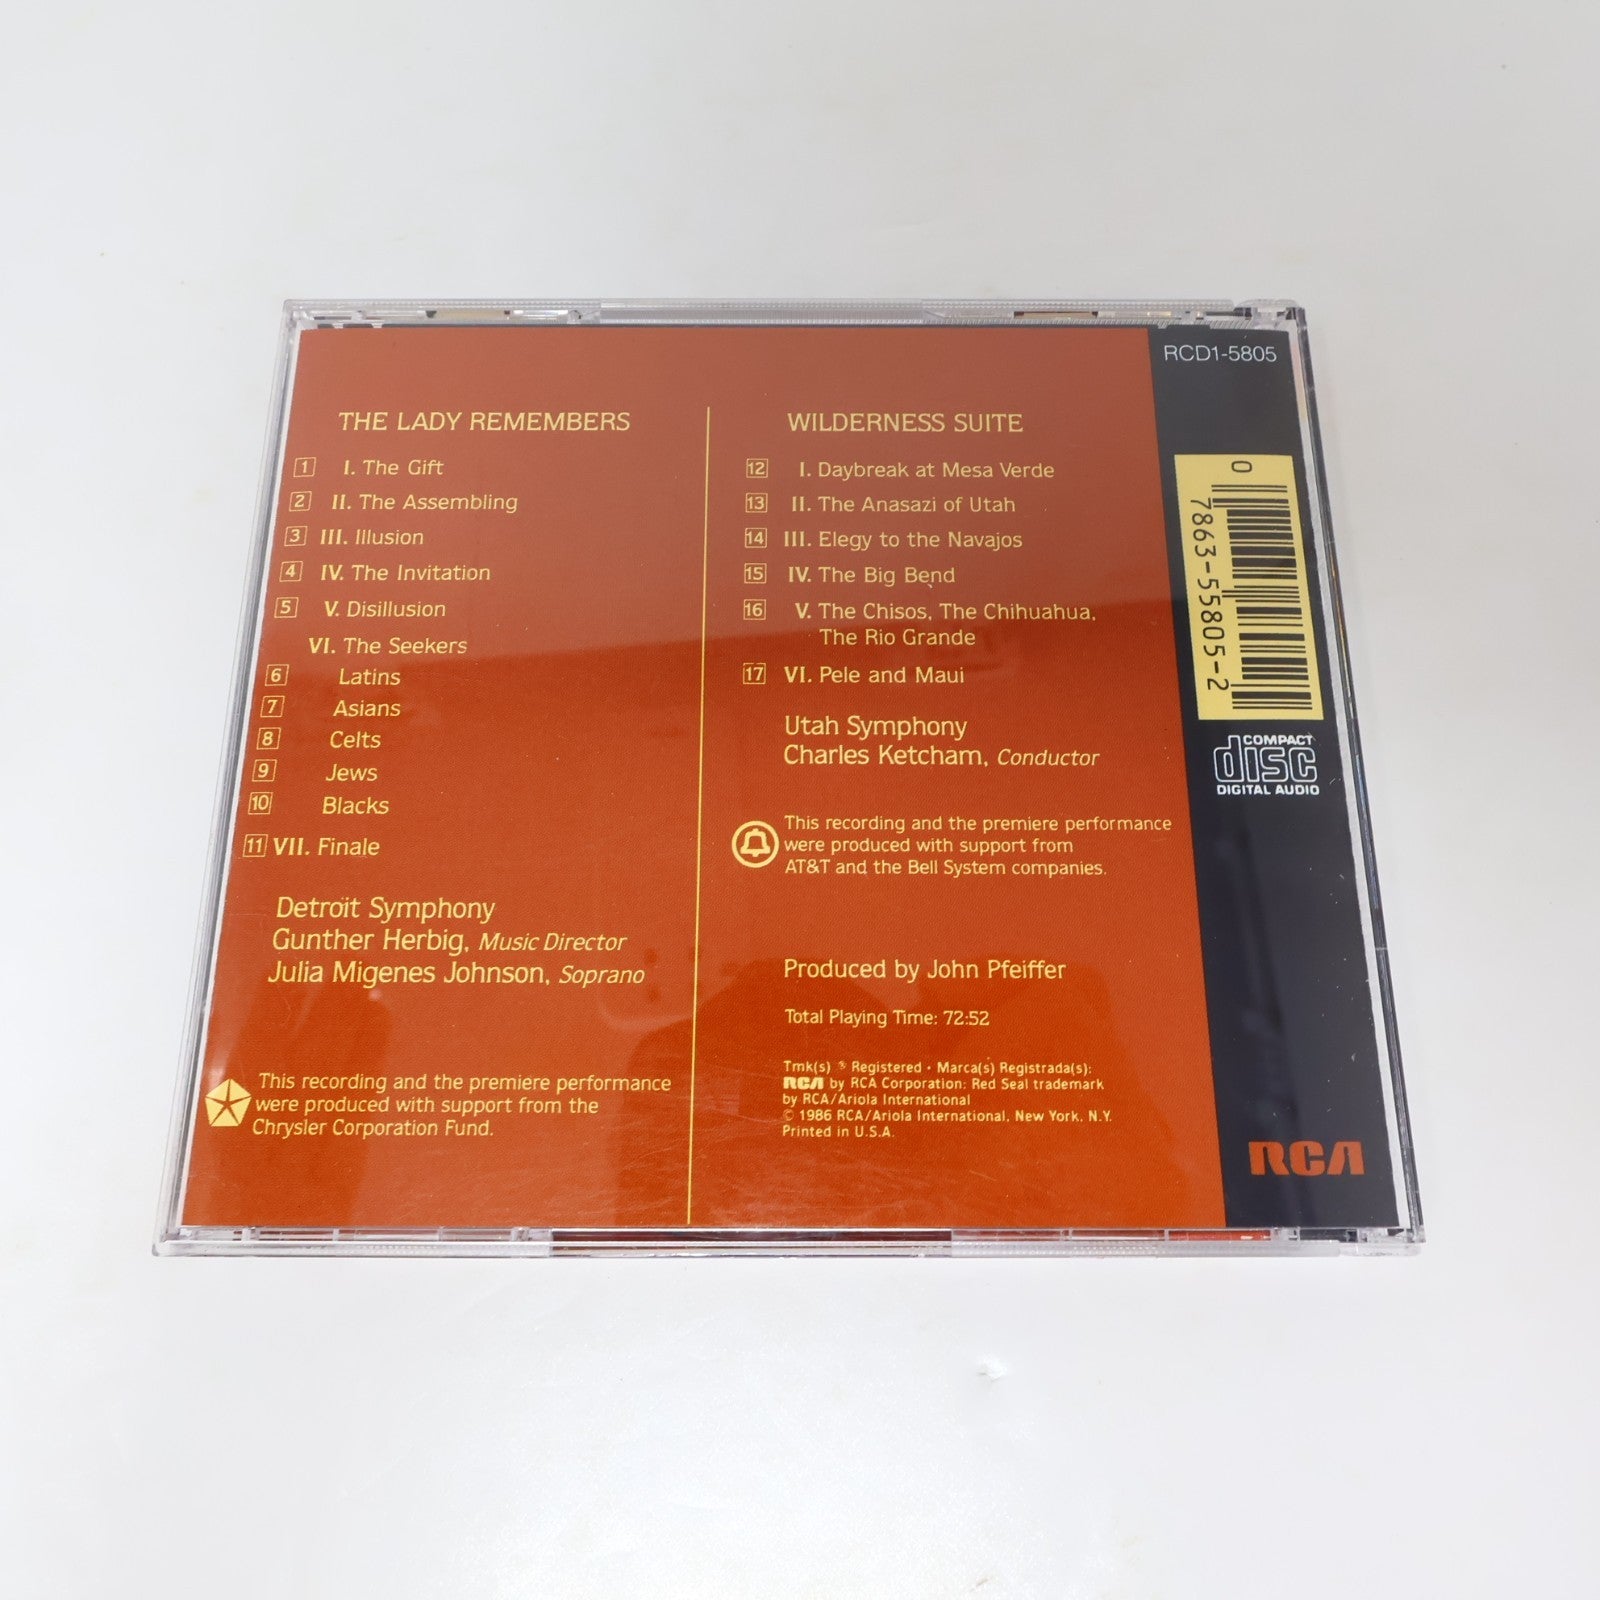 THE LADY REMEMBERS
1 I. The Gift
2 II. The Assembling
3 III. Illusion
4 IV. The Invitation
5 V. Disillusion
VI. The Seekers
6 Latins
7 Asians
8 Celts
9 Jews
10 Blacks
11 VII. Finale
Detroit Symphony
Gunther Herbig, Music Director
Julia Migenes Johnson, Soprano
This recording and the premiere performance
were produced with support from the
Chrysler Corporation Fund.
WILDERNESS SUITE
12 I. Daybreak at Mesa Verde
13 II. The Anasazi of Utah
14 III. Elegy to the Navajos
15 IV. The Big Bend
16 V. The Chisos, The Chihuahua,
The Rio Grande
17 VI. Pele and Maui
Utah Symphony
Charles Ketcham, Conductor
This recording and the premiere performance
were produced with support from
AT&T and the Bell System companies.
Produced by John Pfeiffer
Total Playing Time: 72:52
Tmk(s) ® Registered • Marca(s) Registrada(s):
RCA by RCA Corporation: Red Seal trademark
by RCA/Ariola International
© 1986 RCA/Ariola International, New York, N.Y.
Printed in U.S.A.
RCD1-5805
0 7863-55805-2
COMPACT
disc
DIGITAL AUDIO
RCA